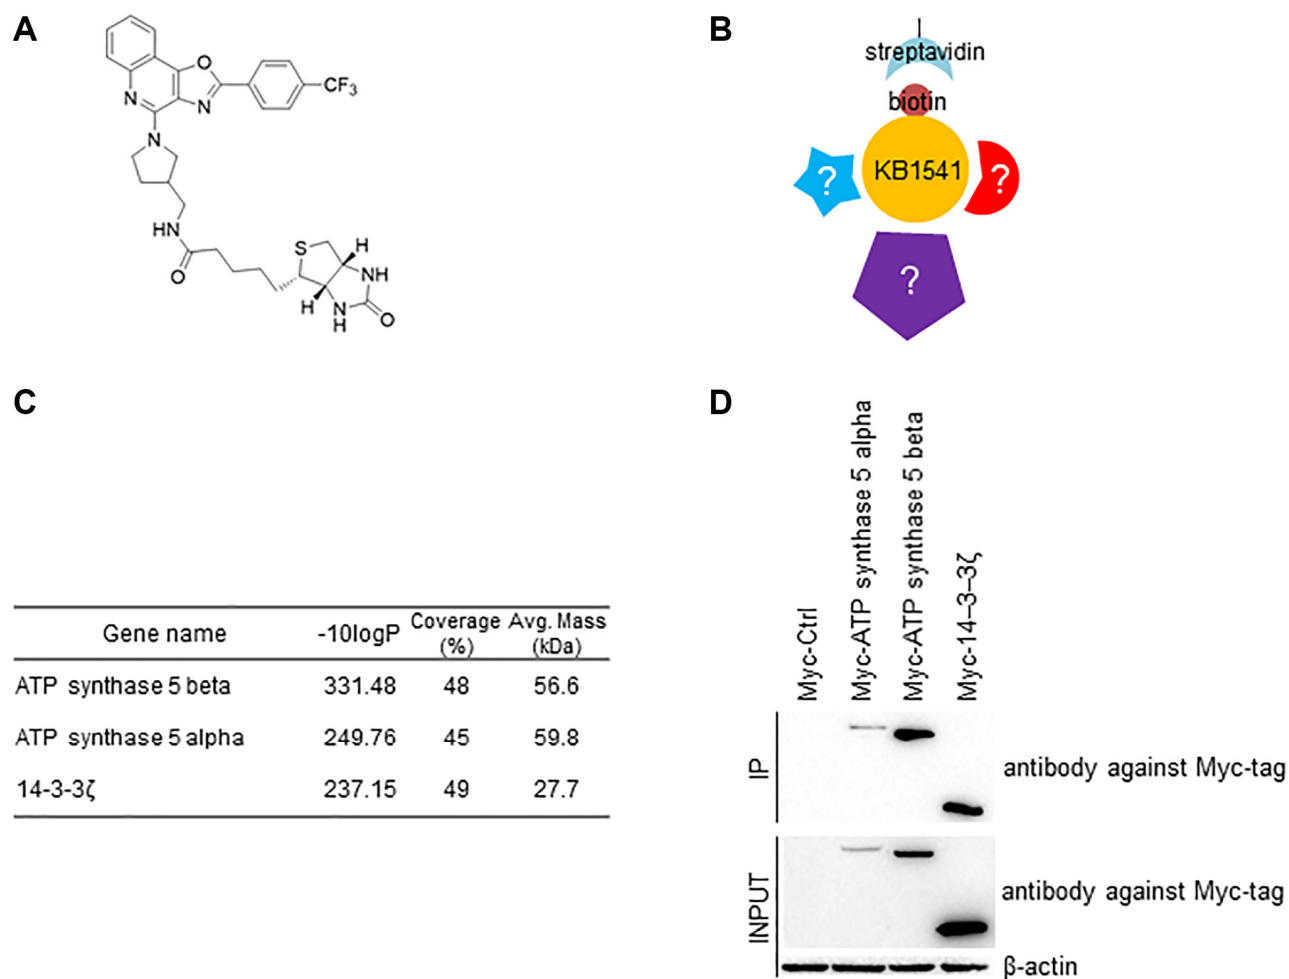 A
O
N
N
CF3
N
HN
O
S
H
NH
H
N
H
O
B
streptavidin
biotin
KB1541
?
?
?
C
Gene name -10logP Coverage (%) Avg. Mass (kDa)
ATP synthase 5 beta 331.48 48 56.6
ATP synthase 5 alpha 249.76 45 59.8
14-3-3ζ 237.15 49 27.7
D
Myc-Ctrl
Myc-ATP synthase 5 alpha
Myc-ATP synthase 5 beta
Myc-14-3-3ζ
IP
antibody against Myc-tag
INPUT
antibody against Myc-tag
β-actin